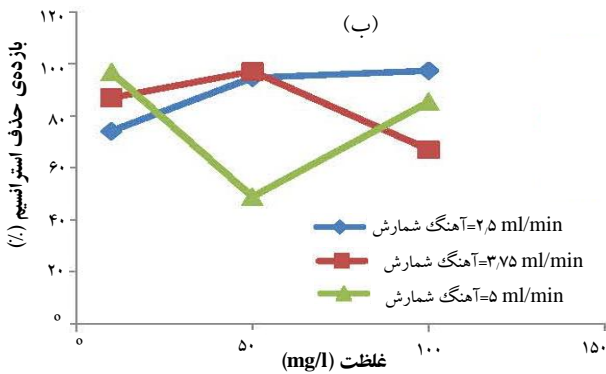 (ب)
بازده‌ی حذف استرانسیم (٪)
۱۲۰
۱۰۰
۸۰
۶۰
۴۰
۲۰
۰
۰
۵۰
۱۰۰
۱۵۰
غلظت (mg/l)
آهنگ شمارش=۲٫۵ ml/min
آهنگ شمارش=۳٫۷۵ ml/min
آهنگ شمارش=۵ ml/min